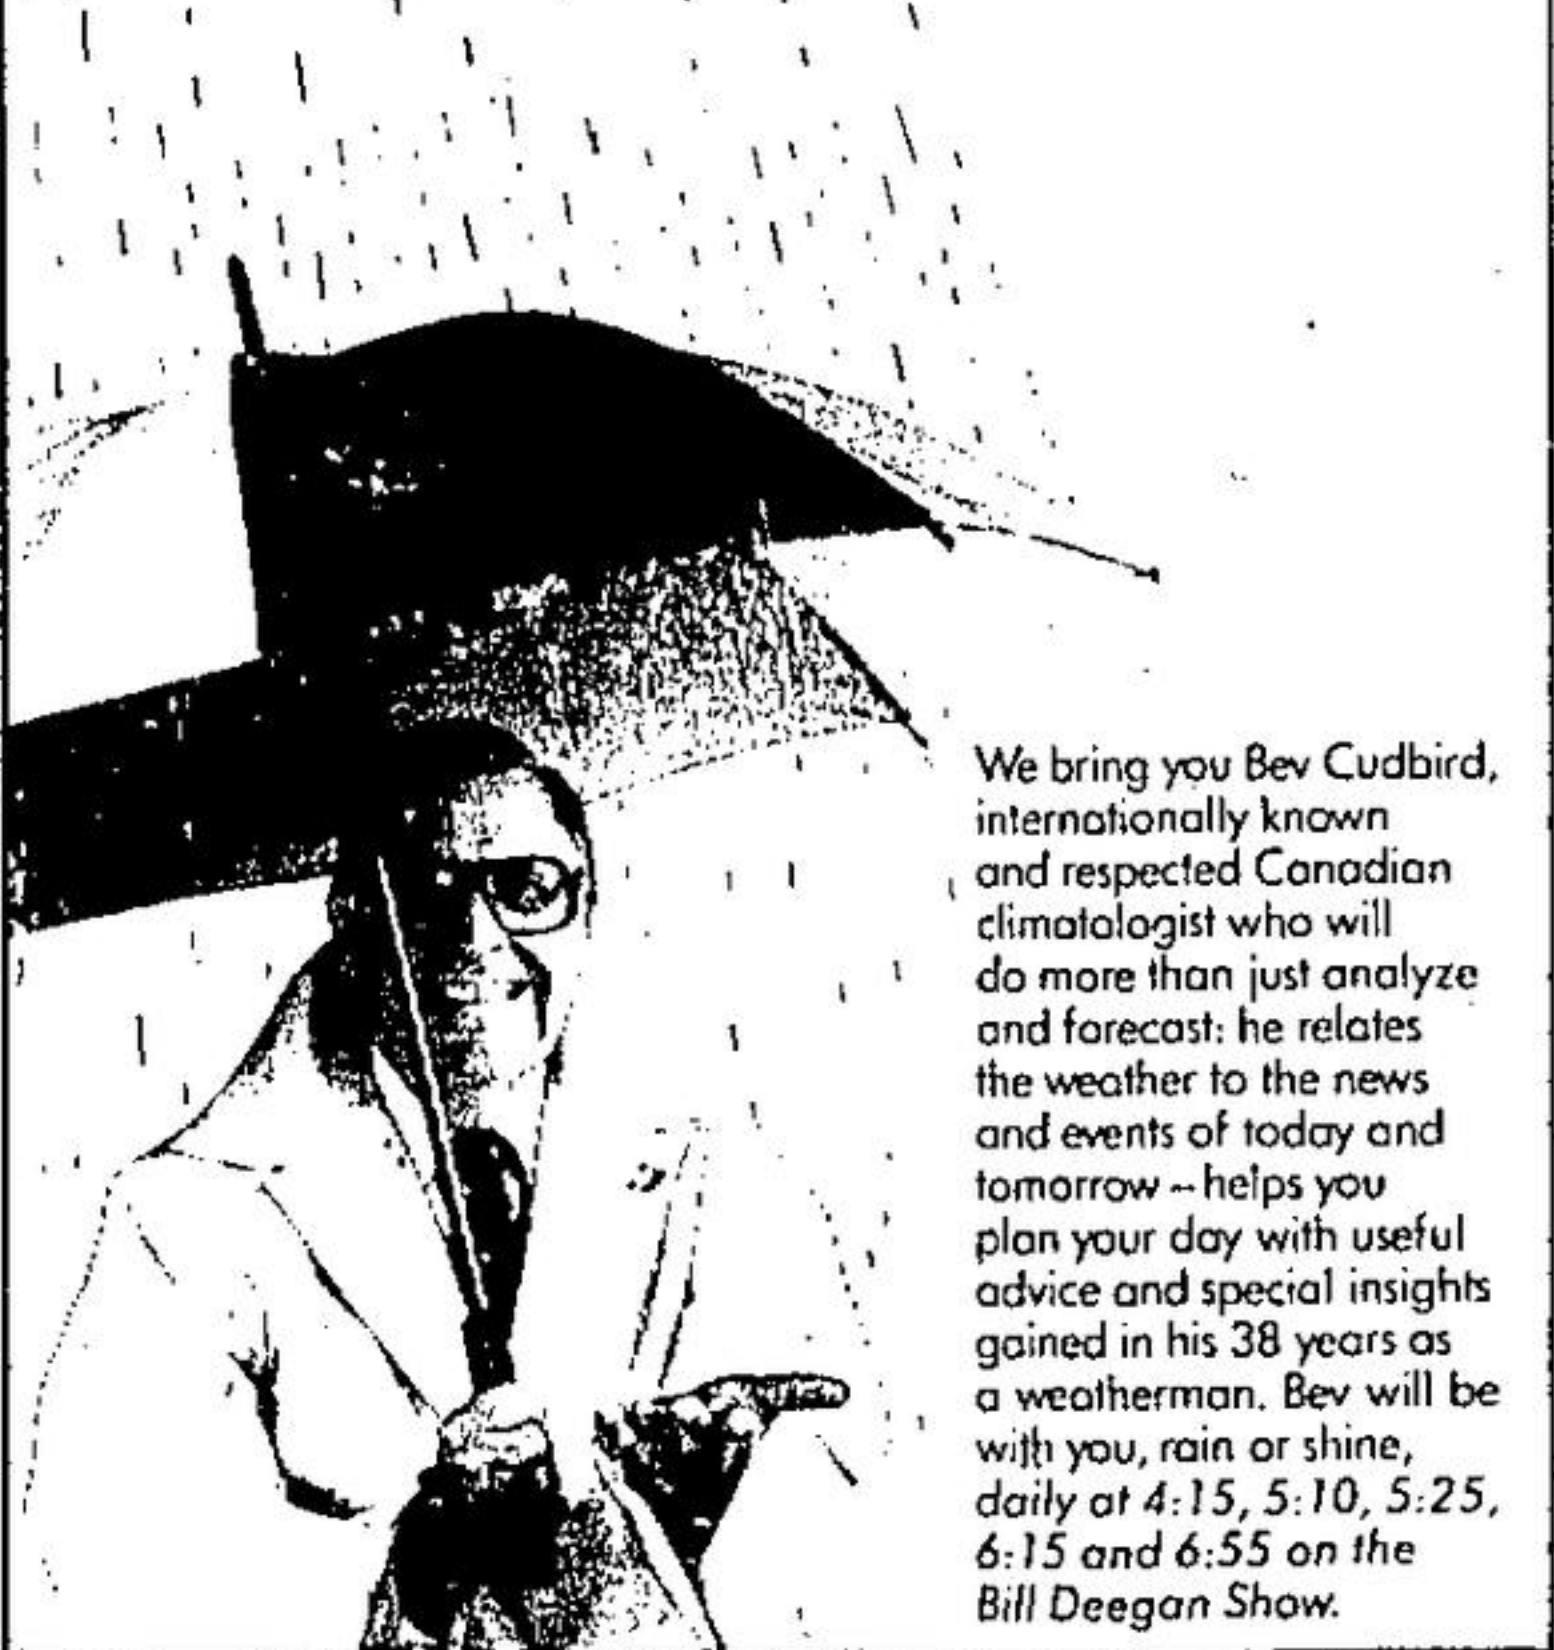 We bring you Bev Cudbird,
internationally known
and respected Canadian
climatologist who will
do more than just analyze
and forecast: he relates
the weather to the news
and events of today and
tomorrow -- helps you
plan your day with useful
advice and special insights
gained in his 38 years as
a weatherman. Bev will be
with you, rain or shine,
daily at 4:15, 5:10, 5:25,
6:15 and 6:55 on the
Bill Deegan Show.